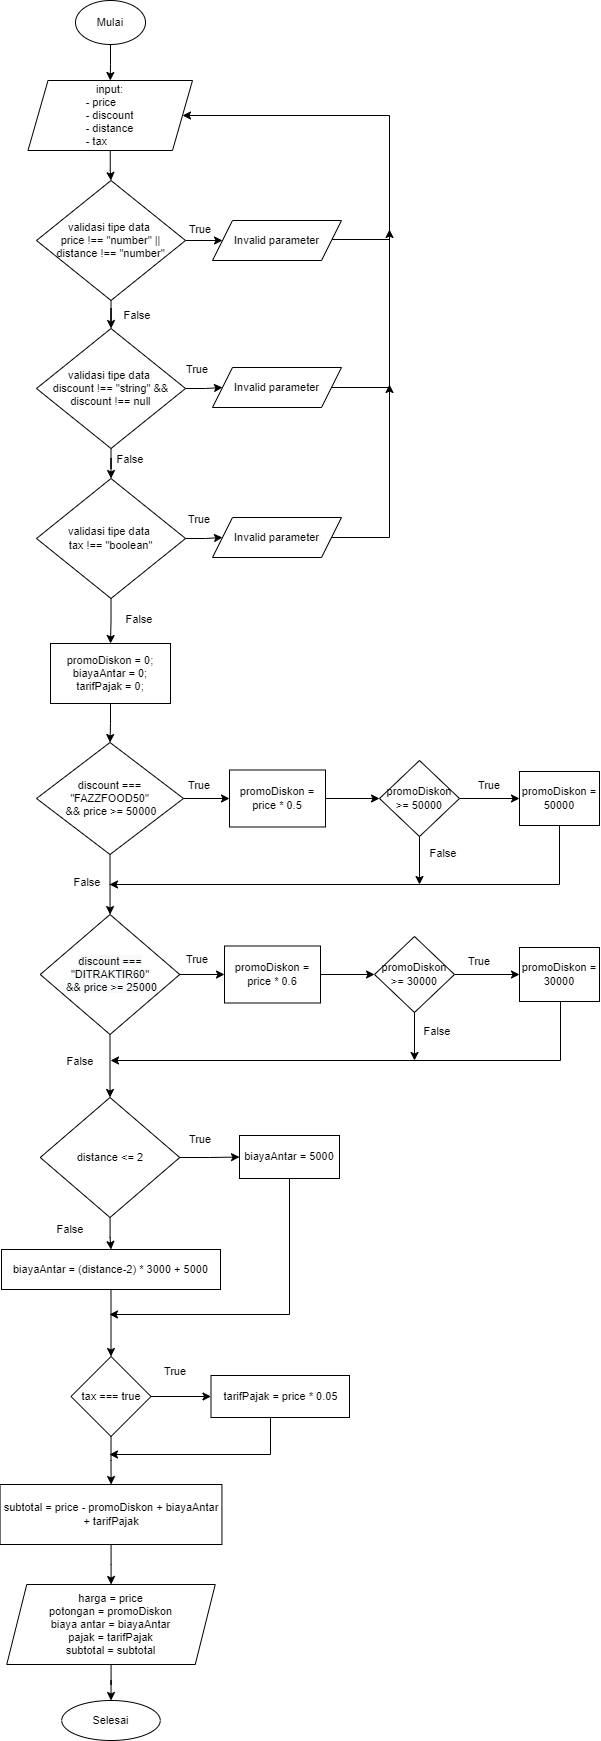 Mulai
input:
- price
- discount
- distance
- tax
validasi tipe data
price !== "number" ||
distance !== "number"
True
Invalid parameter
False
validasi tipe data
discount !== "string" &&
discount !== null
True
Invalid parameter
False
validasi tipe data
tax !== "boolean"
True
Invalid parameter
False
promoDiskon = 0;
biayaAntar = 0;
tarifPajak = 0;
discount ===
"FAZZFOOD50"
&& price >= 50000
True
promoDiskon =
price * 0.5
promoDiskon
>= 50000
True
promoDiskon =
50000
False
False
discount ===
"DITRAKTIR60"
&& price >= 25000
True
promoDiskon =
price * 0.6
promoDiskon
>= 30000
True
promoDiskon =
30000
False
False
distance <= 2
True
biayaAntar = 5000
False
biayaAntar = (distance-2) * 3000 + 5000
tax === true
True
tarifPajak = price * 0.05
subtotal = price - promoDiskon + biayaAntar
+ tarifPajak
harga = price
potongan = promoDiskon
biaya antar = biayaAntar
pajak = tarifPajak
subtotal = subtotal
Selesai